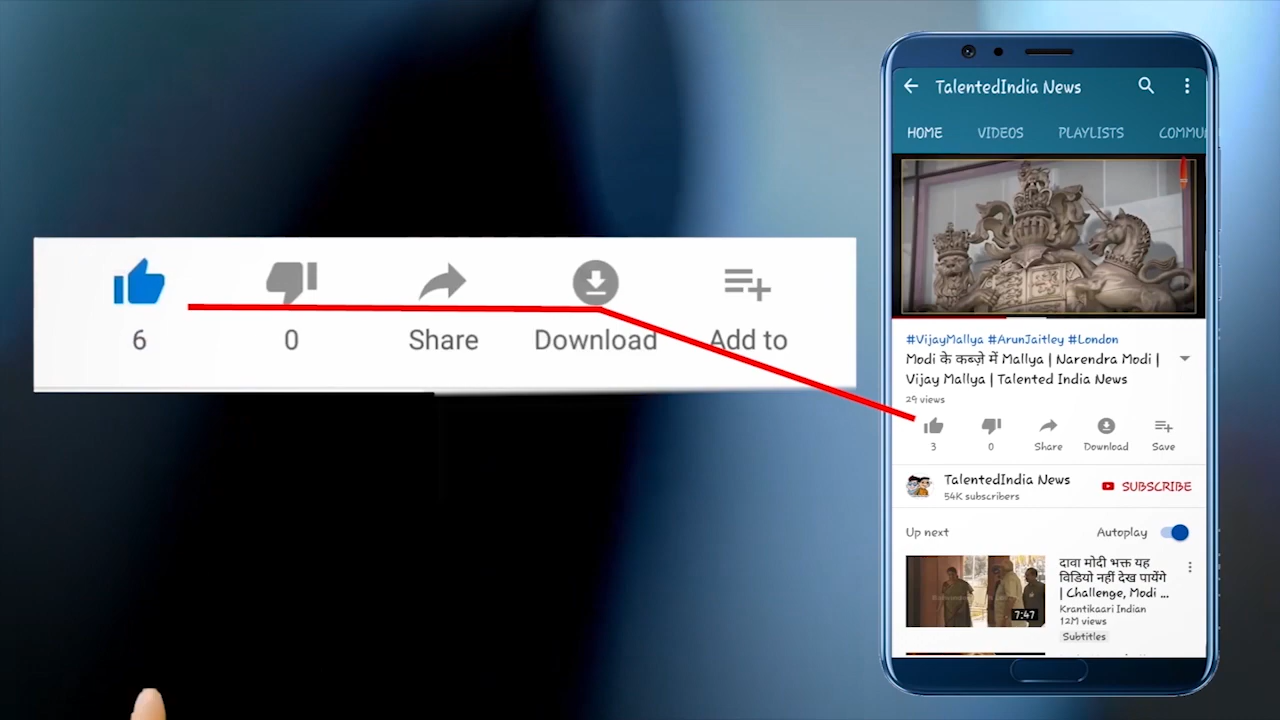 6
0
Share
Download
Add to
TalentedIndia News
HOME VIDEOS PLAYLISTS COMMU
#VijayMallya #ArunJaitley #London
Modi के कब्ज़े में Mallya | Narendra Modi |
Vijay Mallya | Talented India News
29 views
3
0
Share
Download
Save
TalentedIndia News
54K subscribers
SUBSCRIBE
Up next
Autoplay
7:47
दावा मोदी भक्त यह
विडियो नहीं देख पायेंगे
| Challenge, Modi ...
Krantikaari Indian
12M views
Subtitles